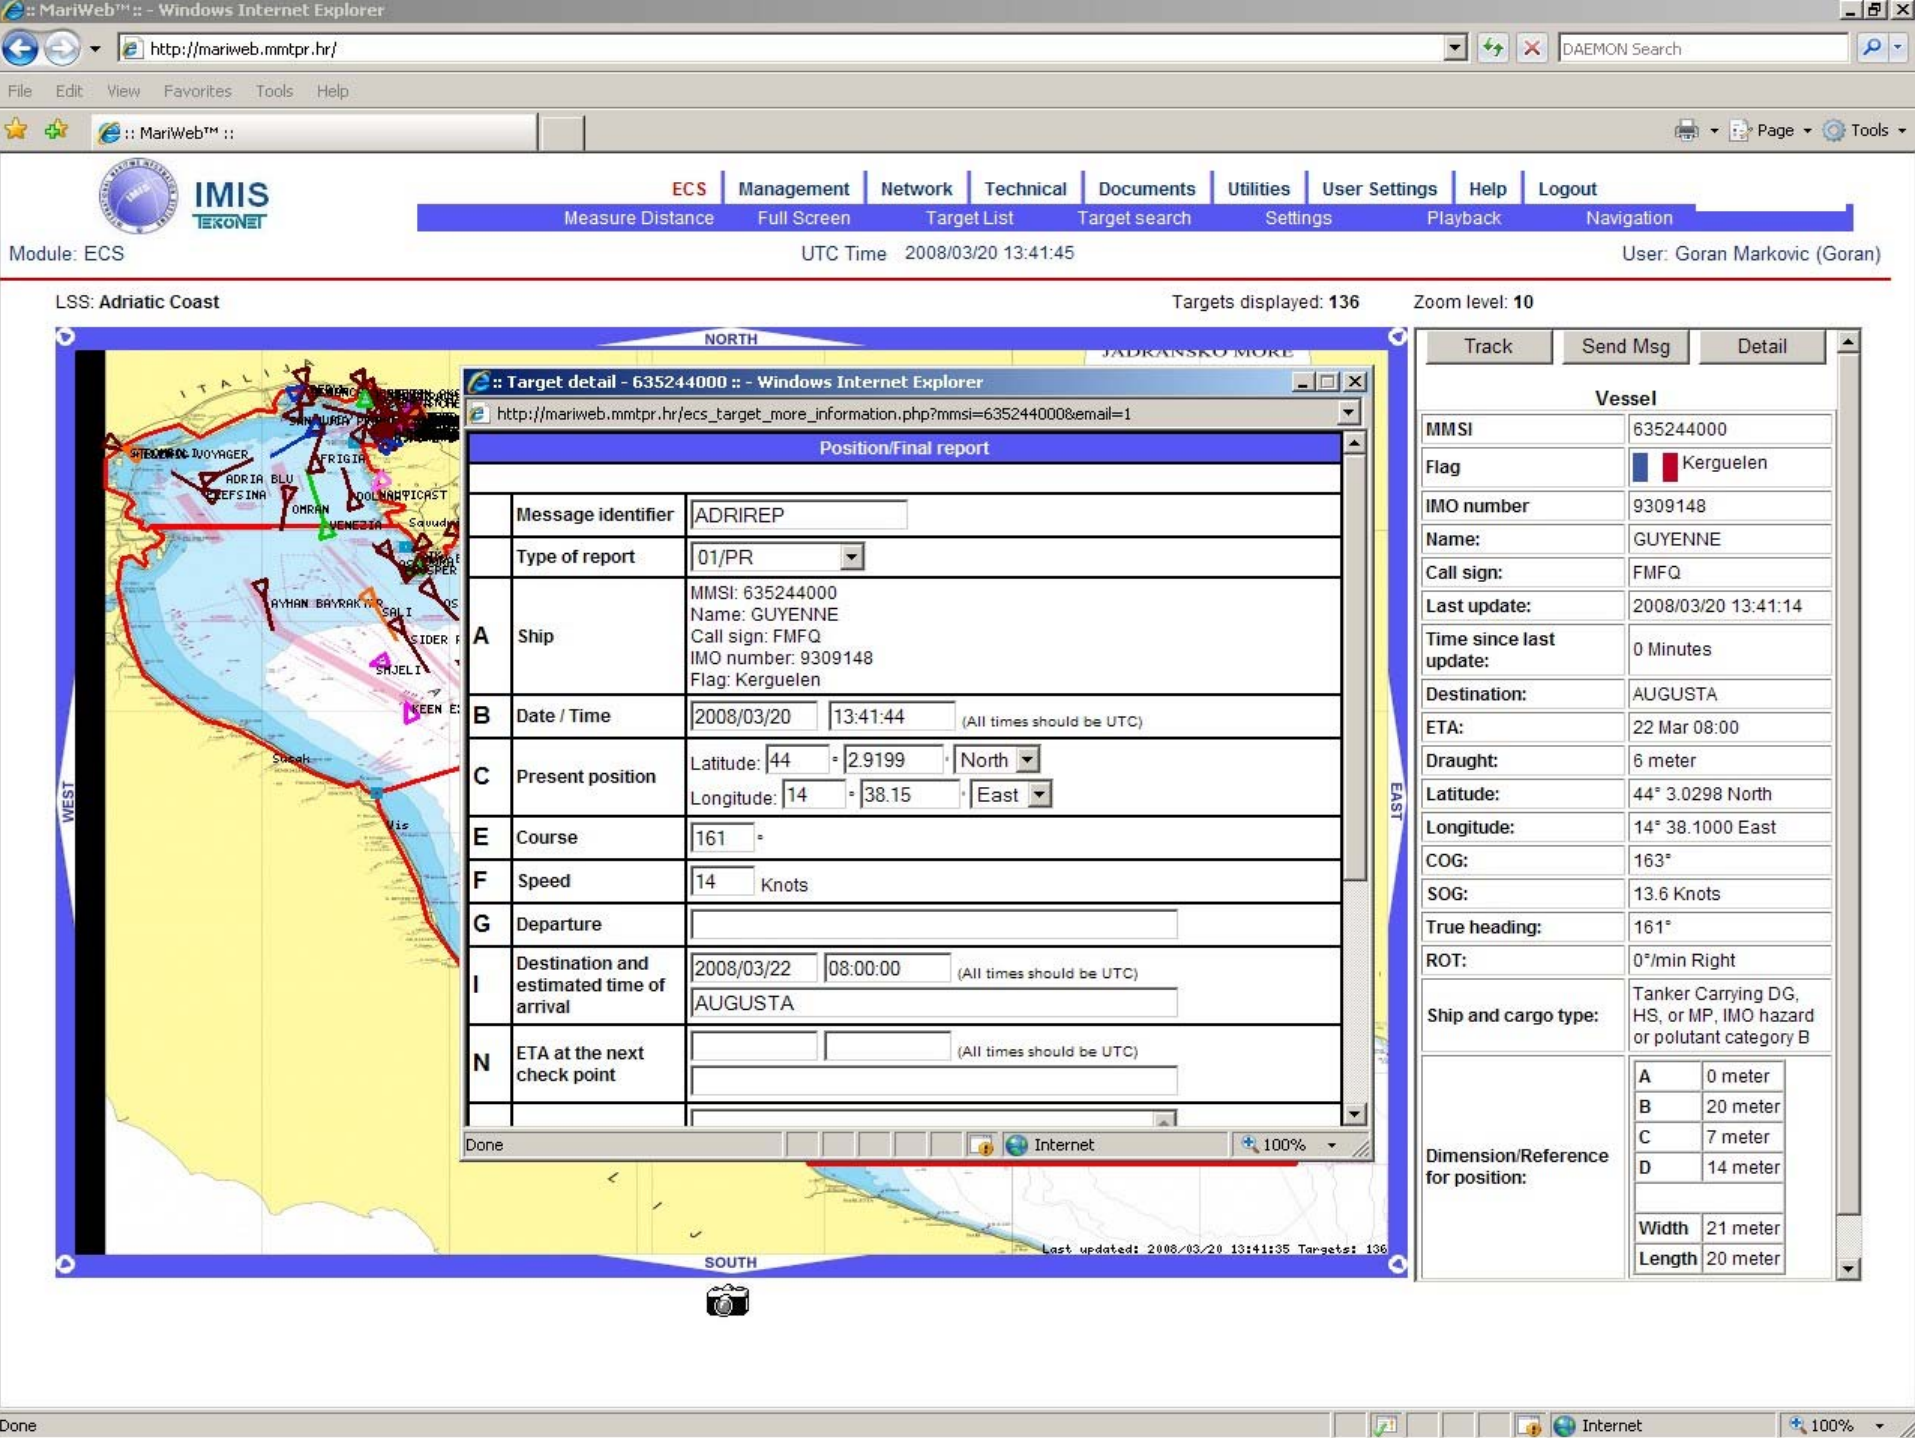 :: MariWeb™ :: - Windows Internet Explorer
http://mariweb.mmtpr.hr/
DAEMON Search
File Edit View Favorites Tools Help
:: MariWeb™ ::
Page Tools
IMIS
IMIS
TEKONET
ECS Management Network Technical Documents Utilities User Settings Help Logout
Measure Distance Full Screen Target List Target search Settings Playback Navigation
Module: ECS
UTC Time 2008/03/20 13:41:45
User: Goran Markovic (Goran)
LSS: Adriatic Coast
Targets displayed: 136
Zoom level: 10
NORTH
JADRANSKO MORE
ITALIJA
VOYAGER
AFRIGIA
ADRIA BLU
OMRAN
VENEZIA
AYHAN BAYRAKTAR
SALI
SIDER
SMJELI
KEEN E
Susak
Vis
WEST
EAST
SOUTH
Last updated: 2008/03/20 13:41:35 Targets: 136
:: Target detail - 635244000 :: - Windows Internet Explorer
http://mariweb.mmtpr.hr/ecs_target_more_information.php?mmsi=635244000&email=1
Position/Final report
Message identifier ADRIREP
Type of report 01/PR
A Ship
MMSI: 635244000
Name: GUYENNE
Call sign: FMFQ
IMO number: 9309148
Flag: Kerguelen
B Date / Time 2008/03/20 13:41:44 (All times should be UTC)
C Present position
Latitude: 44 ° 2.9199 ' North
Longitude: 14 ° 38.15 ' East
E Course 161 °
F Speed 14 Knots
G Departure
I Destination and estimated time of arrival
2008/03/22 08:00:00 (All times should be UTC)
AUGUSTA
N ETA at the next check point
(All times should be UTC)
Done Internet 100%
Track Send Msg Detail
Vessel
MMSI 635244000
Flag Kerguelen
IMO number 9309148
Name: GUYENNE
Call sign: FMFQ
Last update: 2008/03/20 13:41:14
Time since last update: 0 Minutes
Destination: AUGUSTA
ETA: 22 Mar 08:00
Draught: 6 meter
Latitude: 44° 3.0298 North
Longitude: 14° 38.1000 East
COG: 163°
SOG: 13.6 Knots
True heading: 161°
ROT: 0°/min Right
Ship and cargo type: Tanker Carrying DG,
HS, or MP, IMO hazard
or polutant category B
Dimension/Reference for position:
A 0 meter
B 20 meter
C 7 meter
D 14 meter
Width 21 meter
Length 20 meter
Done Internet 100%